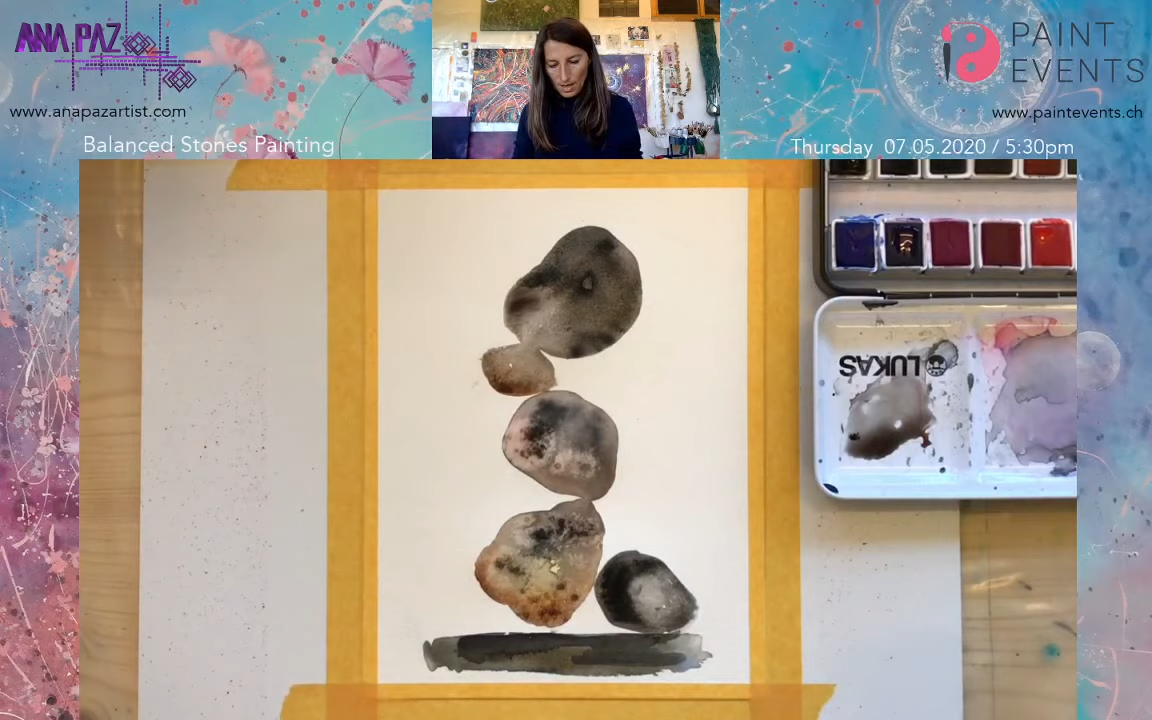 ANA PAZ
www.anapazartist.com
Balanced Stones Painting
PAINT
EVENTS
www.paintevents.ch
Thursday 07.05.2020 / 5:30pm
LUKAS